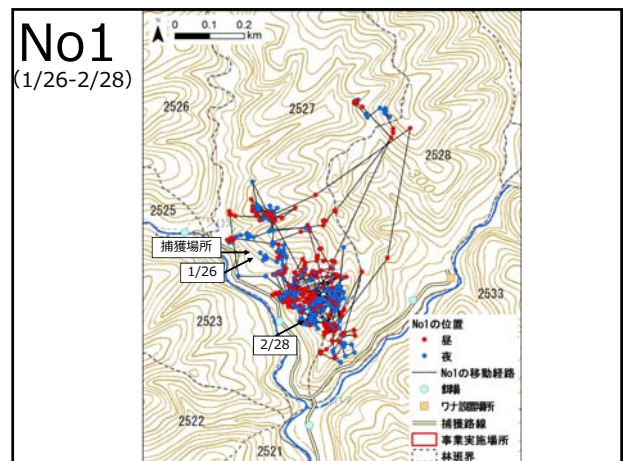 No1
(1/26-2/28)
N
0 0.1 0.2
km
2526
2527
2528
300
2525
捕獲場所
1/26
2533
2523
2/28
2522
2521
No1の位置
昼
夜
No1の移動経路
餌場
ワナ設置場所
捕獲路線
事業実施場所
林班界